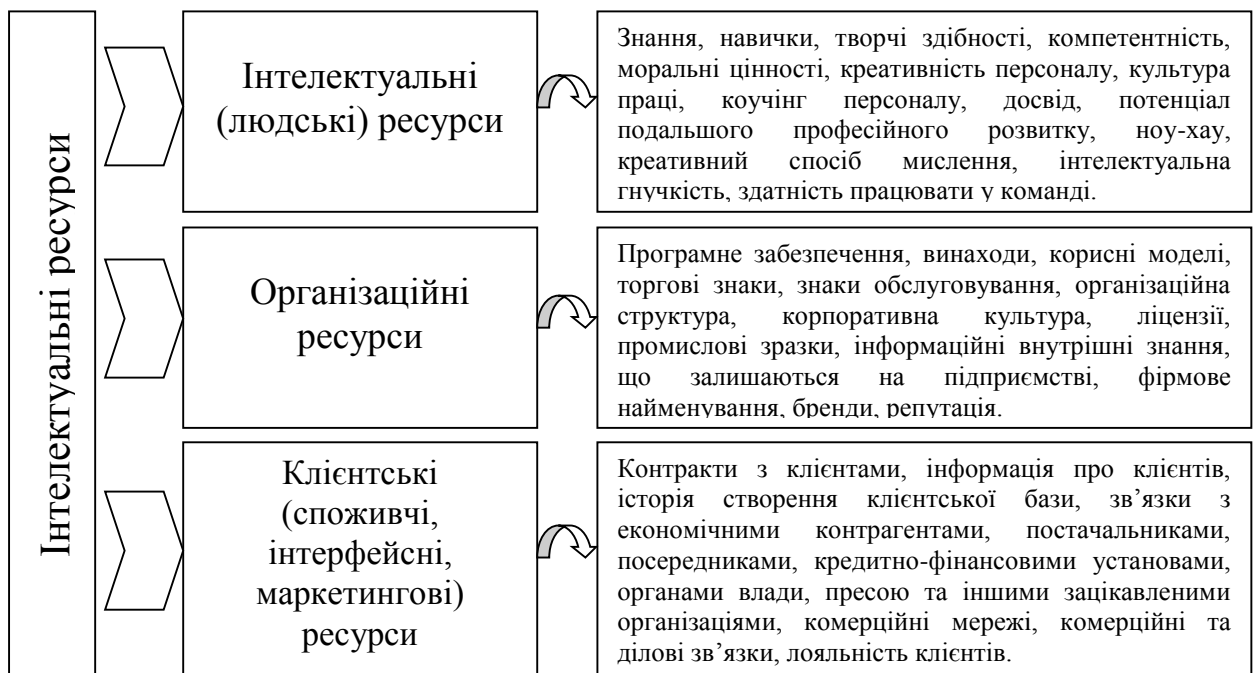 Інтелектуальні ресурси
Інтелектуальні
(людські) ресурси
Знання, навички, творчі здібності, компетентність,
моральні цінності, креативність персоналу, культура
праці, коучінг персоналу, досвід, потенціал
подальшого професійного розвитку, ноу-хау,
креативний спосіб мислення, інтелектуальна
гнучкість, здатність працювати у команді.
Організаційні
ресурси
Програмне забезпечення, винаходи, корисні моделі,
торгові знаки, знаки обслуговування, організаційна
структура, корпоративна культура, ліцензії,
промислові зразки, інформаційні внутрішні знання,
що залишаються на підприємстві, фірмове
найменування, бренди, репутація.
Клієнтські
(споживчі,
інтерфейсні,
маркетингові)
ресурси
Контракти з клієнтами, інформація про клієнтів,
історія створення клієнтської бази, зв’язки з
економічними контрагентами, постачальниками,
посередниками, кредитно-фінансовими установами,
органами влади, пресою та іншими зацікавленими
організаціями, комерційні мережі, комерційні та
ділові зв’язки, лояльність клієнтів.